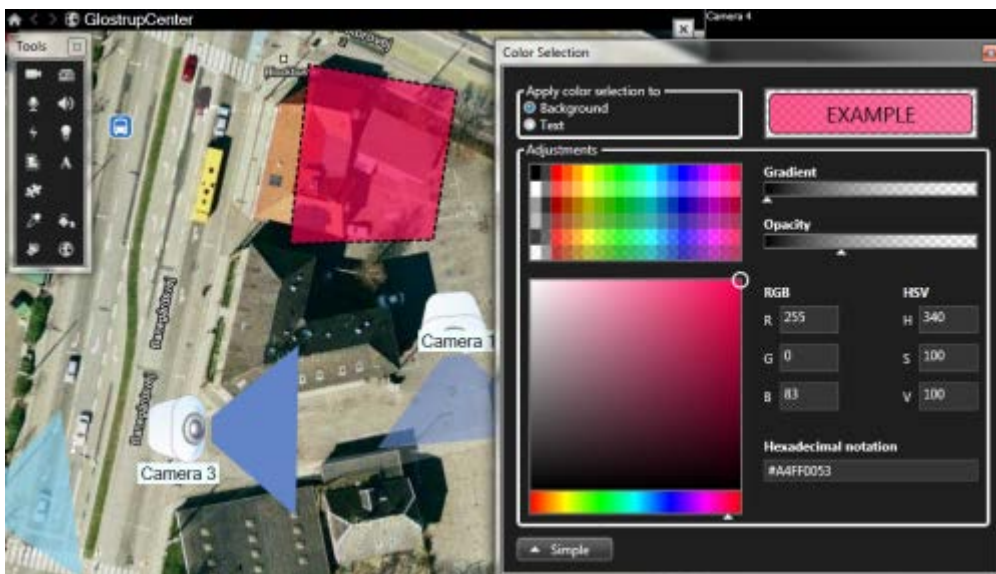 GlostrupCenter
Camera 4
Tools
A
Camera 1
Camera 3
Color Selection
Apply color selection to
Background
Text
EXAMPLE
Adjustments
Gradient
Opacity
RGB
HSV
R 255
H 340
G 0
S 100
B 83
V 100
Hexadecimal notation
#A4FF0053
Simple